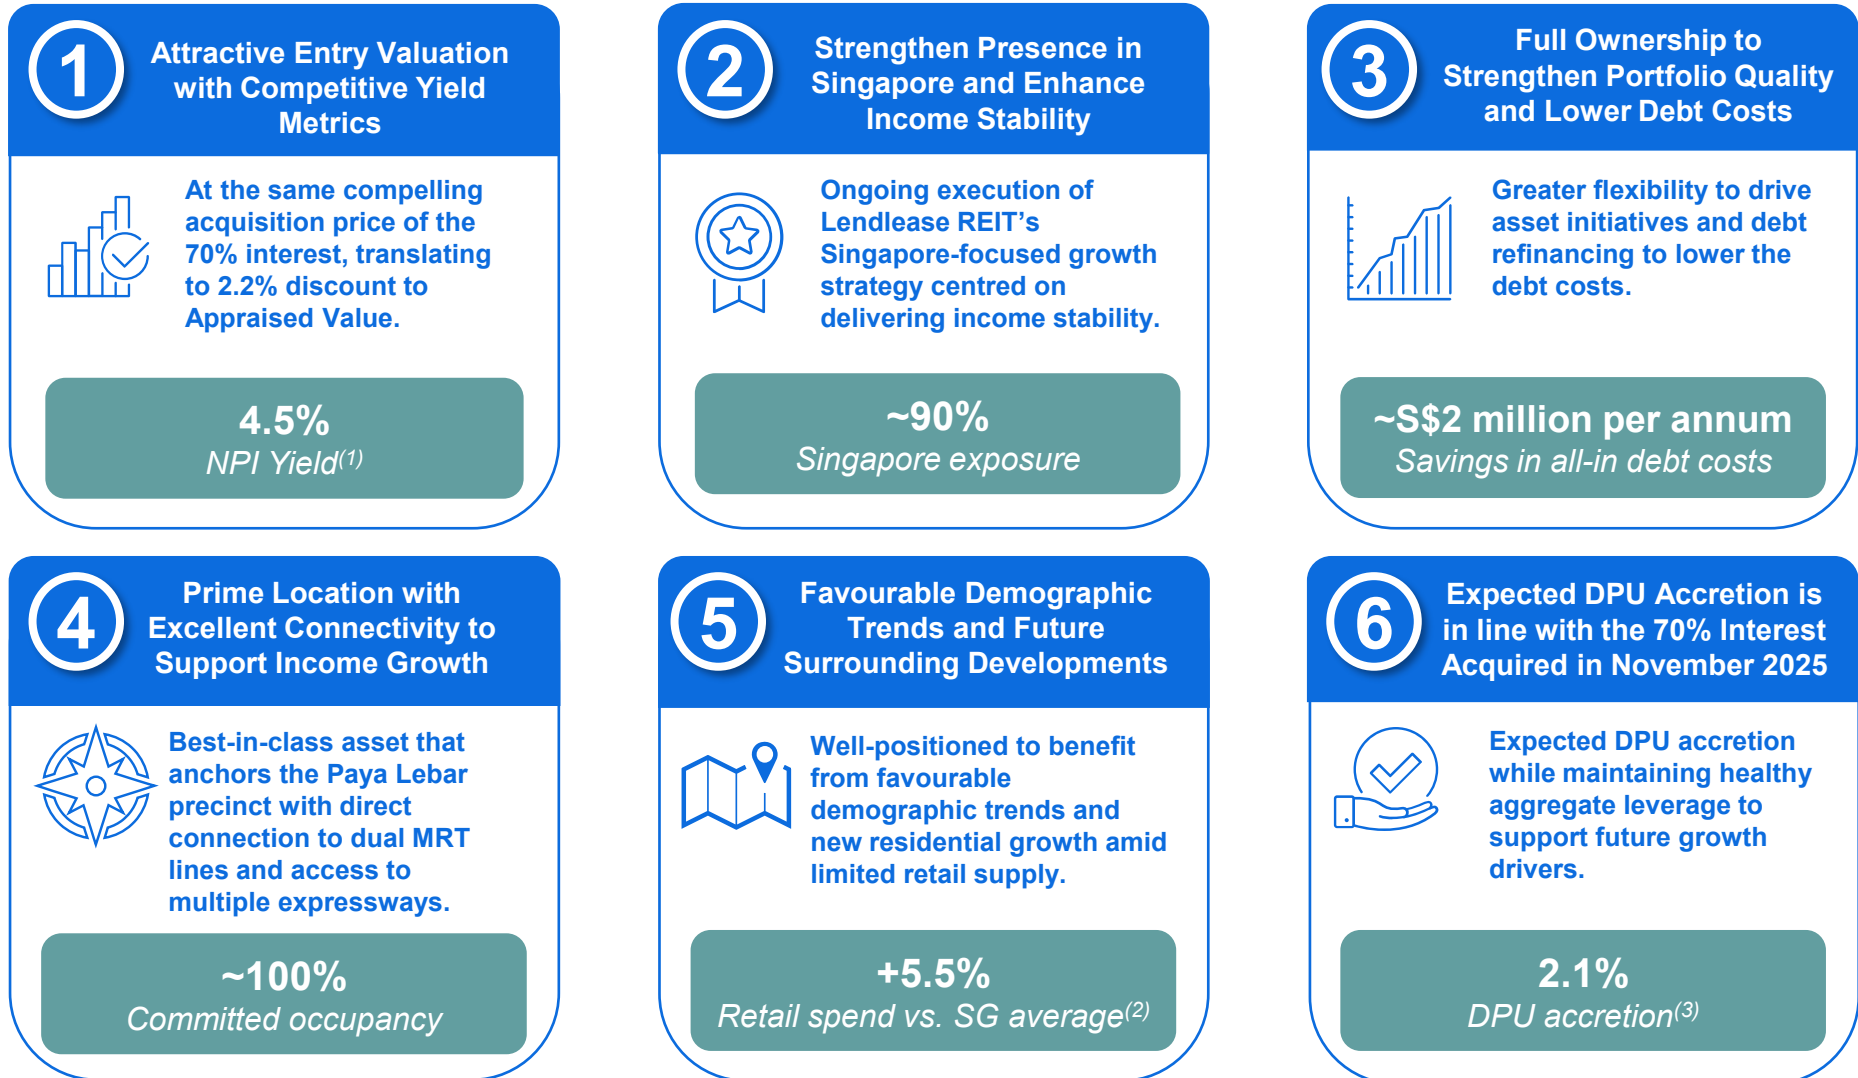 1
Attractive Entry Valuation
with Competitive Yield
Metrics
At the same compelling
acquisition price of the
70% interest, translating
to 2.2% discount to
Appraised Value.
4.5%
NPI Yield(1)
2
Strengthen Presence in
Singapore and Enhance
Income Stability
Ongoing execution of
Lendlease REIT’s
Singapore-focused growth
strategy centred on
delivering income stability.
~90%
Singapore exposure
3
Full Ownership to
Strengthen Portfolio Quality
and Lower Debt Costs
Greater flexibility to drive
asset initiatives and debt
refinancing to lower the
debt costs.
~S$2 million per annum
Savings in all-in debt costs
4
Prime Location with
Excellent Connectivity to
Support Income Growth
Best-in-class asset that
anchors the Paya Lebar
precinct with direct
connection to dual MRT
lines and access to
multiple expressways.
~100%
Committed occupancy
5
Favourable Demographic
Trends and Future
Surrounding Developments
Well-positioned to benefit
from favourable
demographic trends and
new residential growth amid
limited retail supply.
+5.5%
Retail spend vs. SG average(2)
6
Expected DPU Accretion is
in line with the 70% Interest
Acquired in November 2025
Expected DPU accretion
while maintaining healthy
aggregate leverage to
support future growth
drivers.
2.1%
DPU accretion(3)